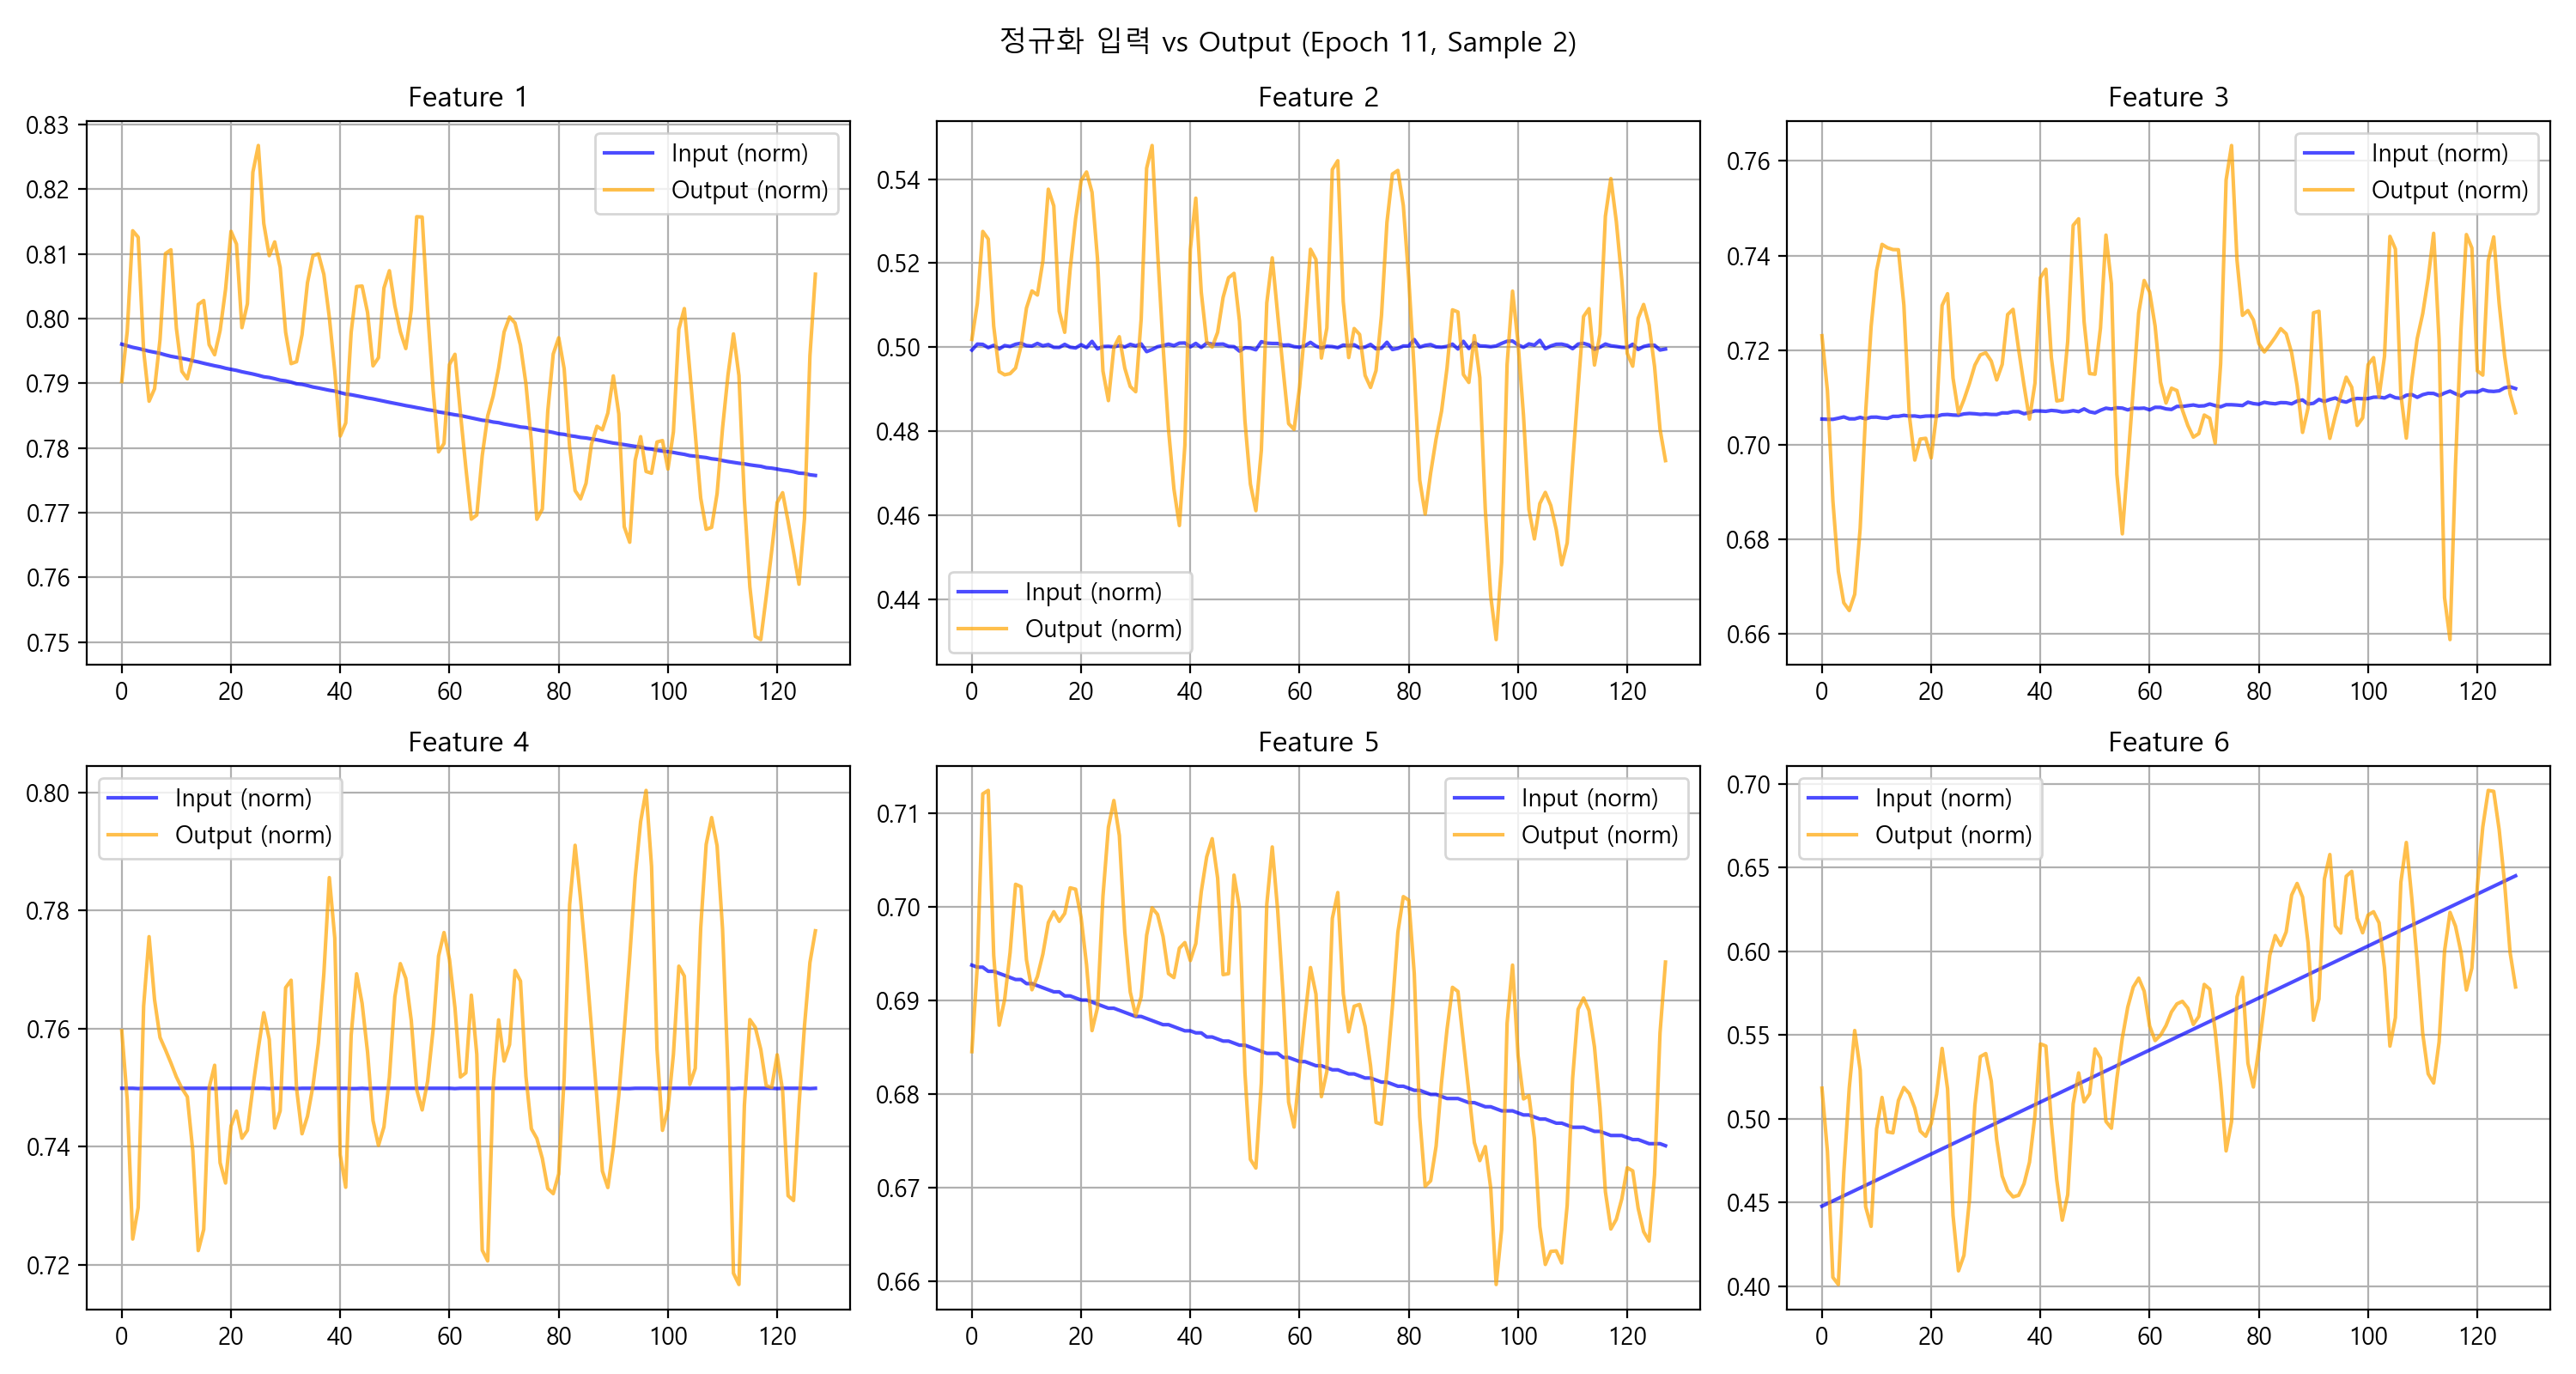 정규화 입력 vs Output (Epoch 11, Sample 2)
Feature 1
0.83
0.82
0.81
0.80
0.79
0.78
0.77
0.76
0.75
0 20 40 60 80 100 120
Input (norm)
Output (norm)
Feature 2
0.54
0.52
0.50
0.48
0.46
0.44
0 20 40 60 80 100 120
Input (norm)
Output (norm)
Feature 3
0.76
0.74
0.72
0.70
0.68
0.66
0 20 40 60 80 100 120
Input (norm)
Output (norm)
Feature 4
0.80
0.78
0.76
0.74
0.72
0 20 40 60 80 100 120
Input (norm)
Output (norm)
Feature 5
0.71
0.70
0.69
0.68
0.67
0.66
0 20 40 60 80 100 120
Input (norm)
Output (norm)
Feature 6
0.70
0.65
0.60
0.55
0.50
0.45
0.40
0 20 40 60 80 100 120
Input (norm)
Output (norm)